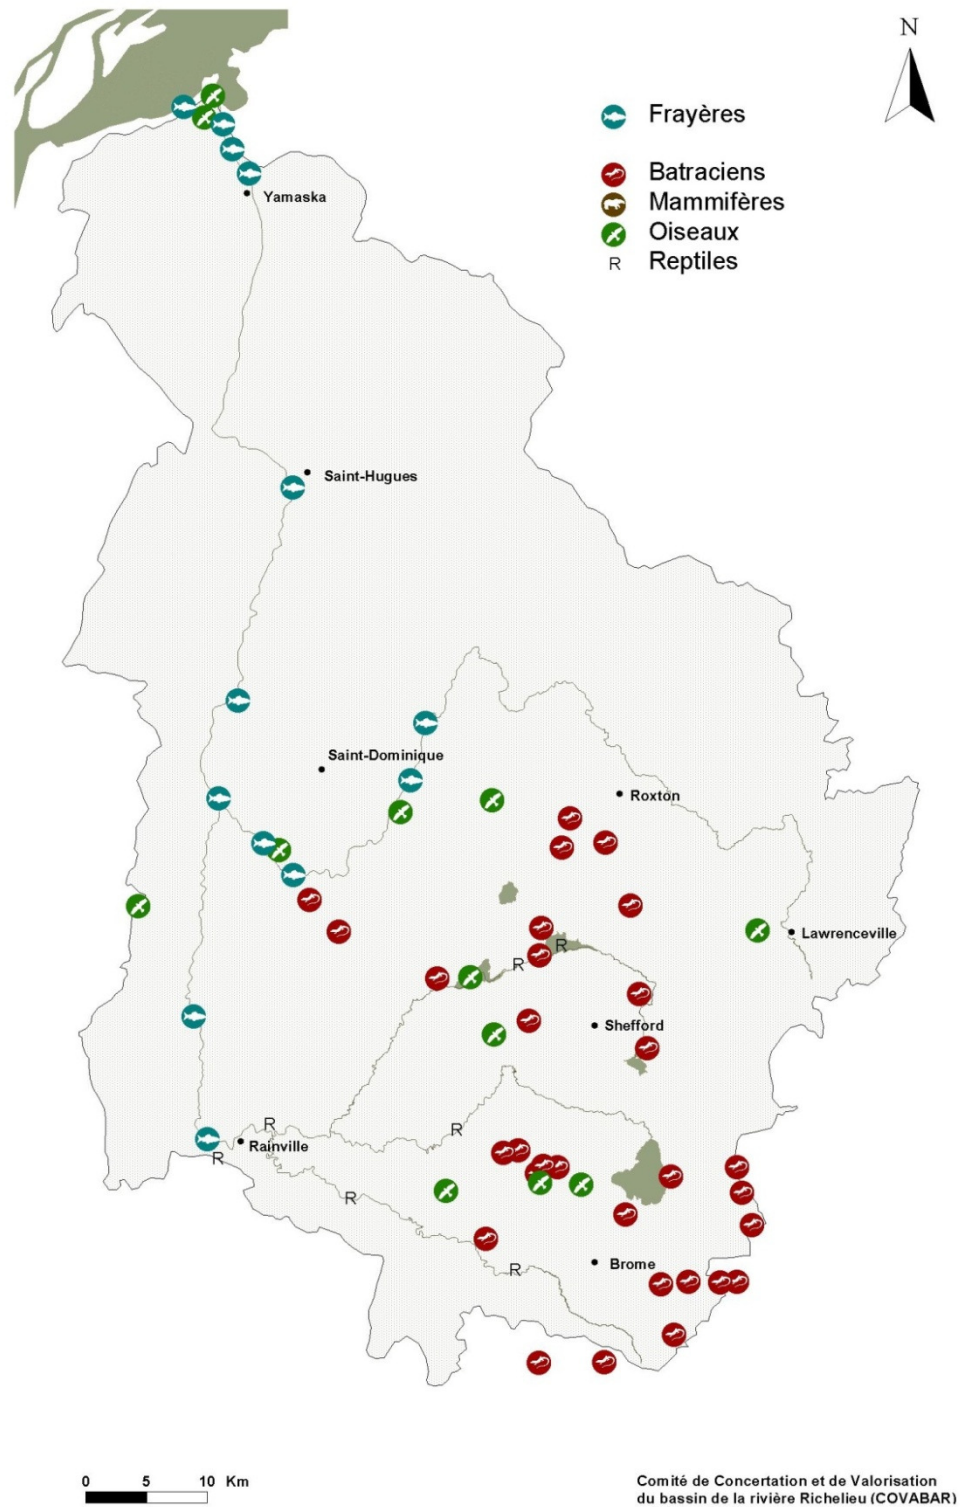 N
Frayères
Batraciens
Mammifères
Oiseaux
R Reptiles
Yamaska
Saint-Hugues
Saint-Dominique
Roxton
Lawrenceville
R
R
Shefford
R
R
Rainville
R
R
R
Brome
0 5 10 Km
Comité de Concertation et de Valorisation
du bassin de la rivière Richelieu (COVABAR)